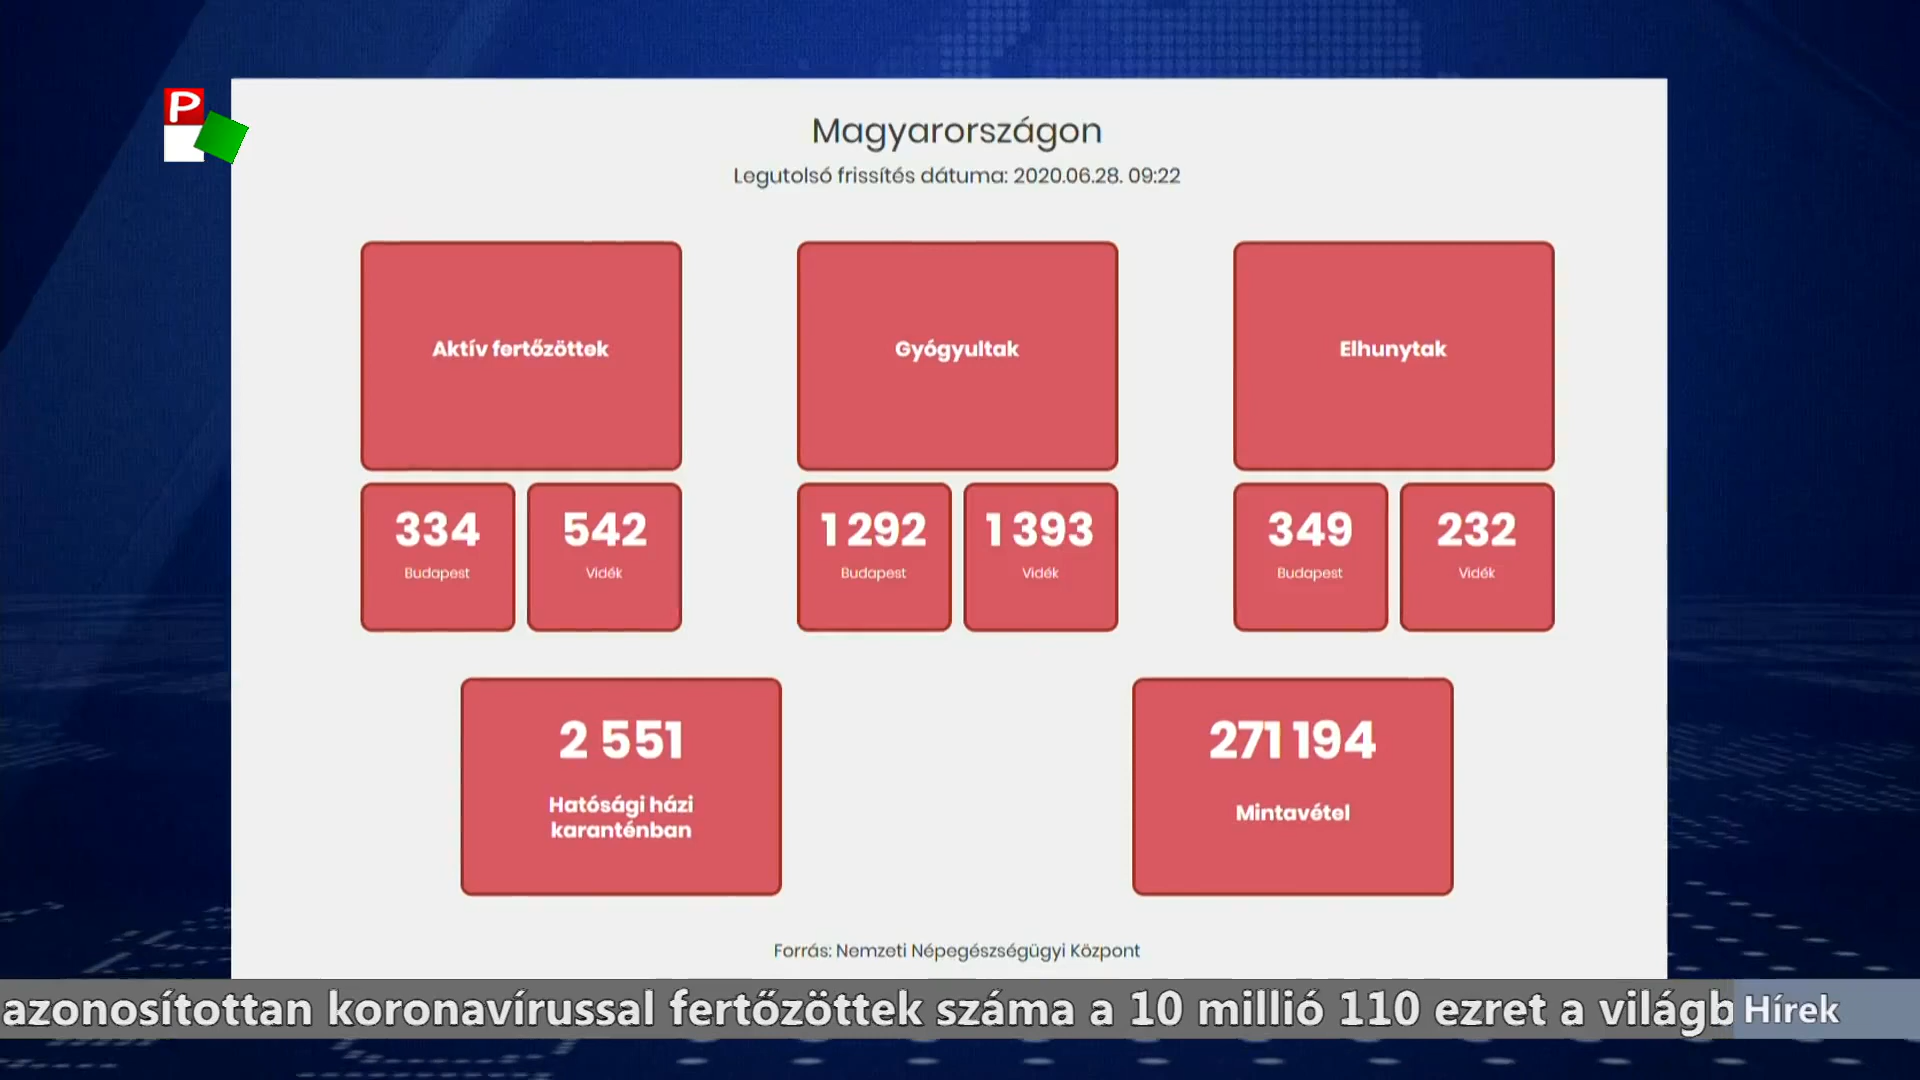 P
Magyarországon
Legutolsó frissítés dátuma: 2020.06.28. 09:22
Aktív fertőzöttek
334
Budapest
542
Vidék
Gyógyultak
1 292
Budapest
1 393
Vidék
Elhunytak
349
Budapest
232
Vidék
2 551
Hatósági házi
karanténban
271 194
Mintavétel
Forrás: Nemzeti Népegészségügyi Központ
azonosítottan koronavírussal fertőzöttek száma a 10 millió 110 ezret a világb
Hírek